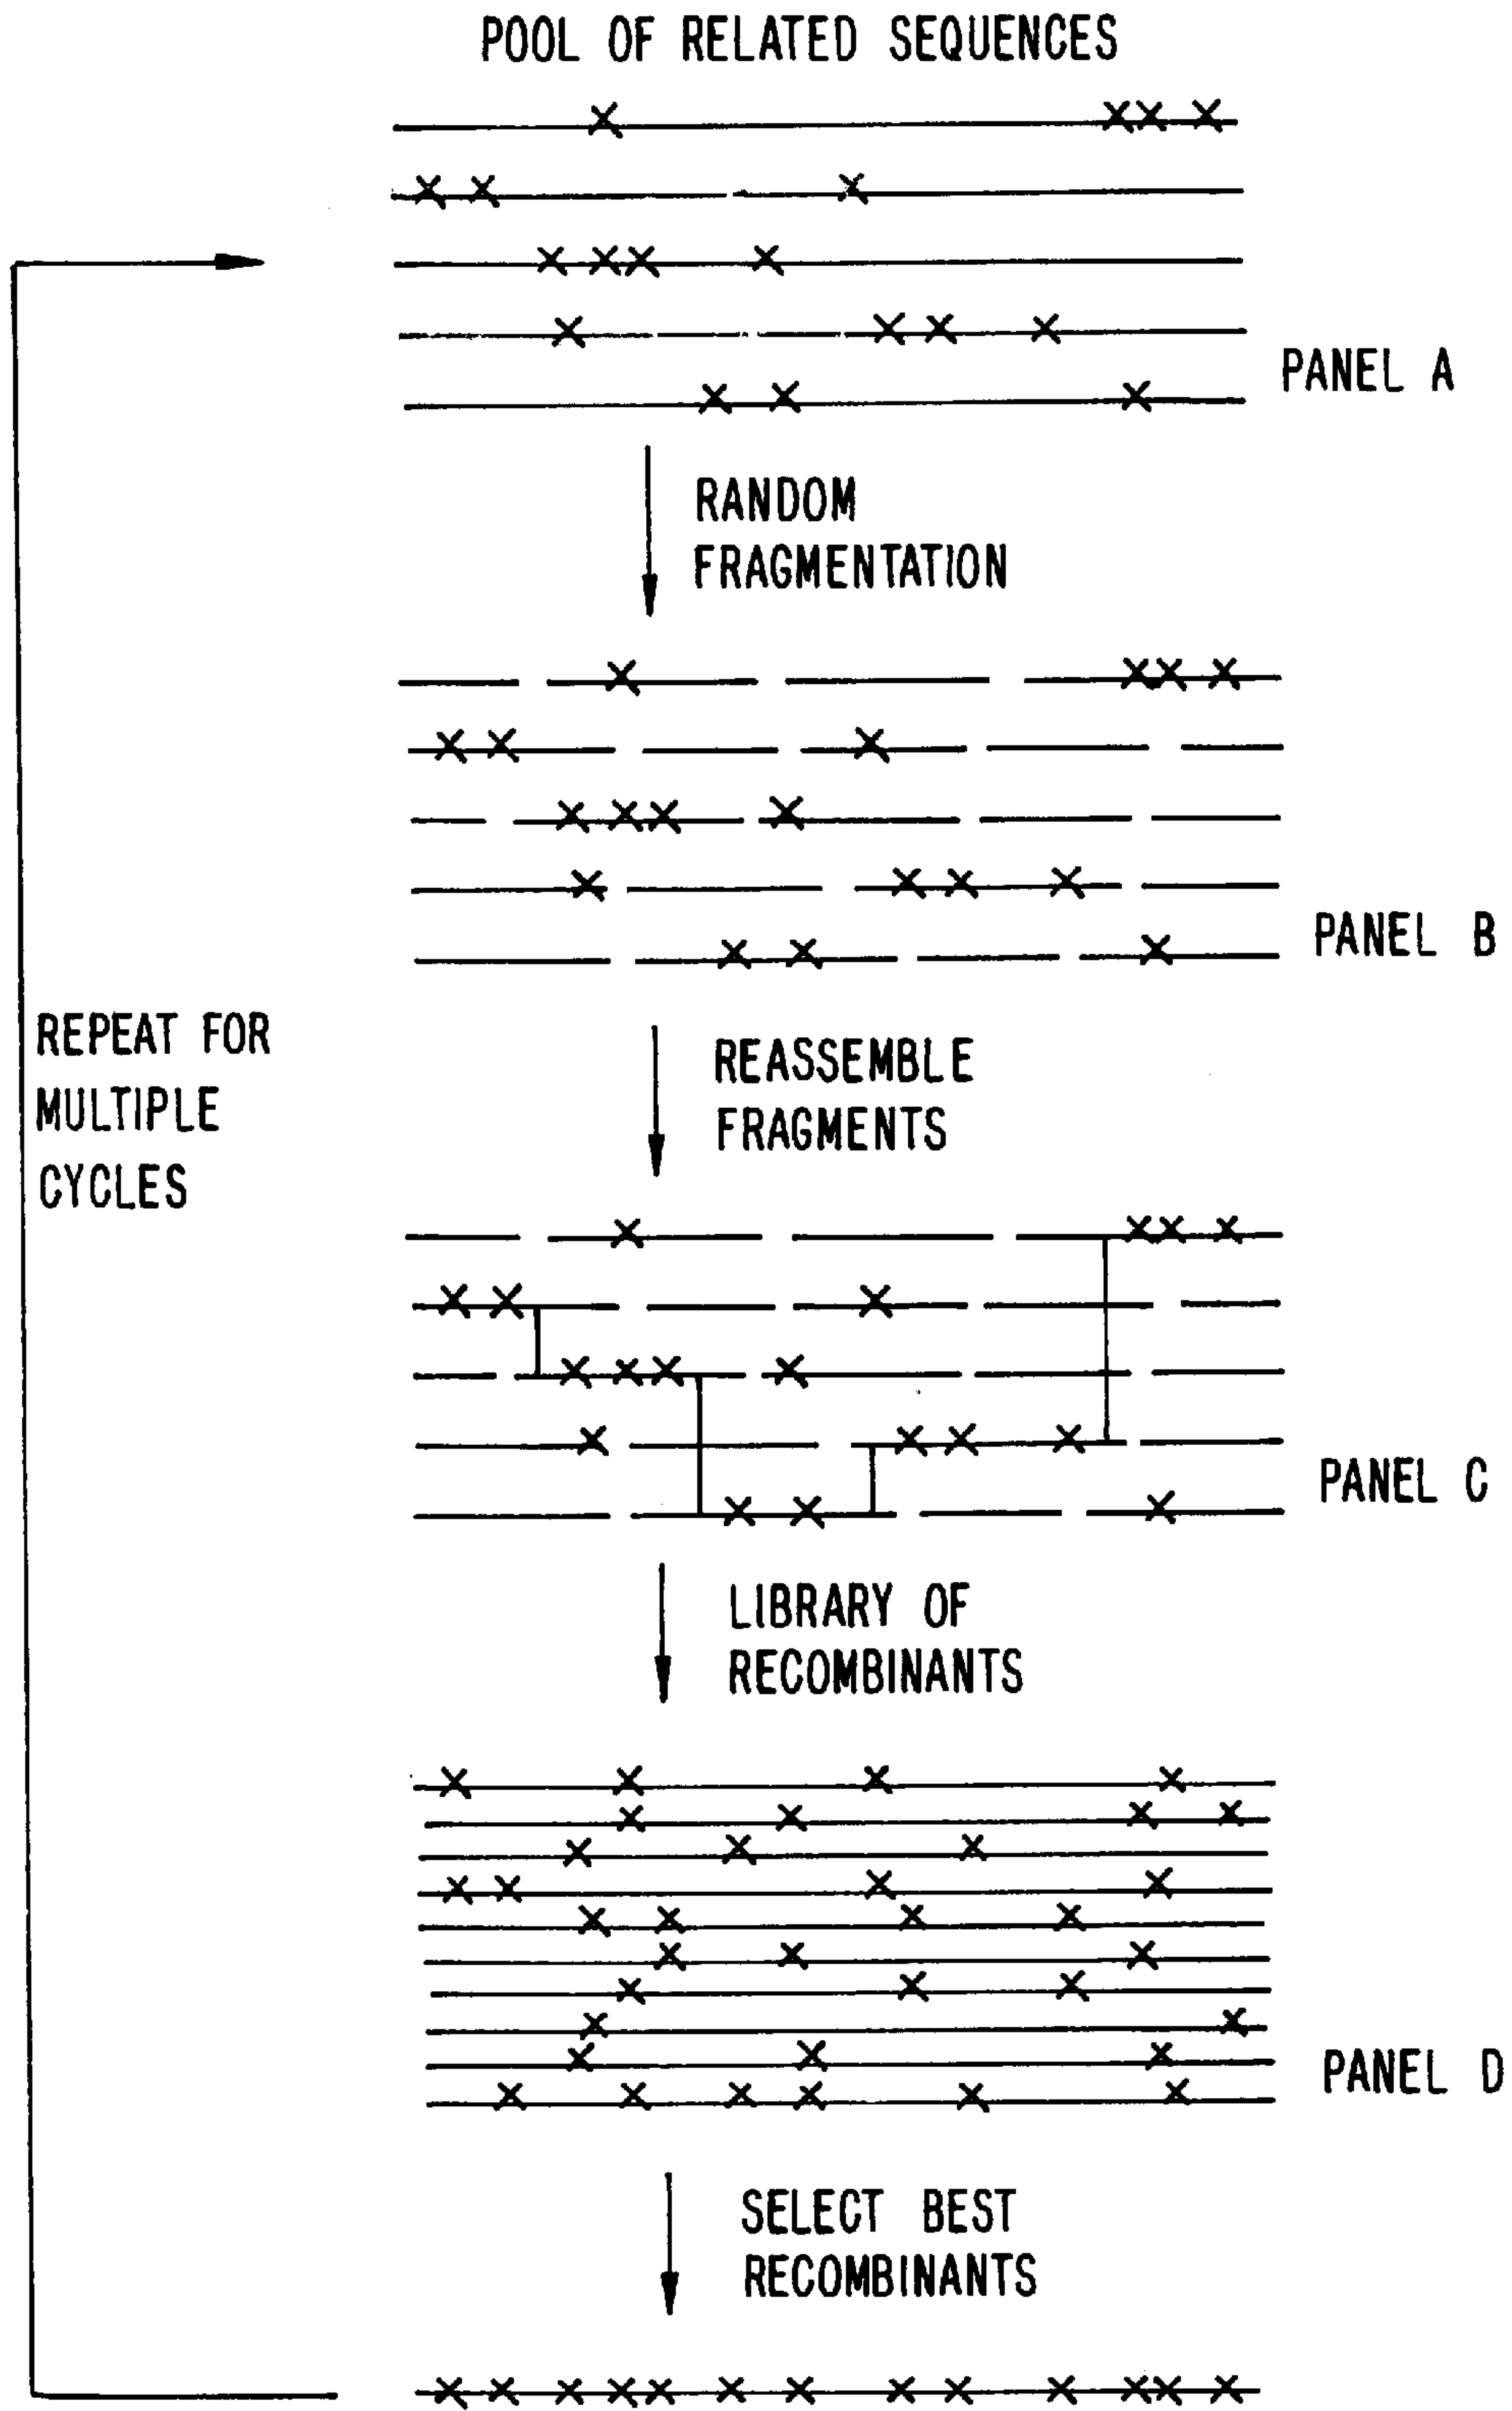 POOL OF RELATED SEQUENCES
PANEL A
RANDOM
FRAGMENTATION
PANEL B
REPEAT FOR
MULTIPLE
CYCLES
REASSEMBLE
FRAGMENTS
PANEL C
LIBRARY OF
RECOMBINANTS
PANEL D
SELECT BEST
RECOMBINANTS